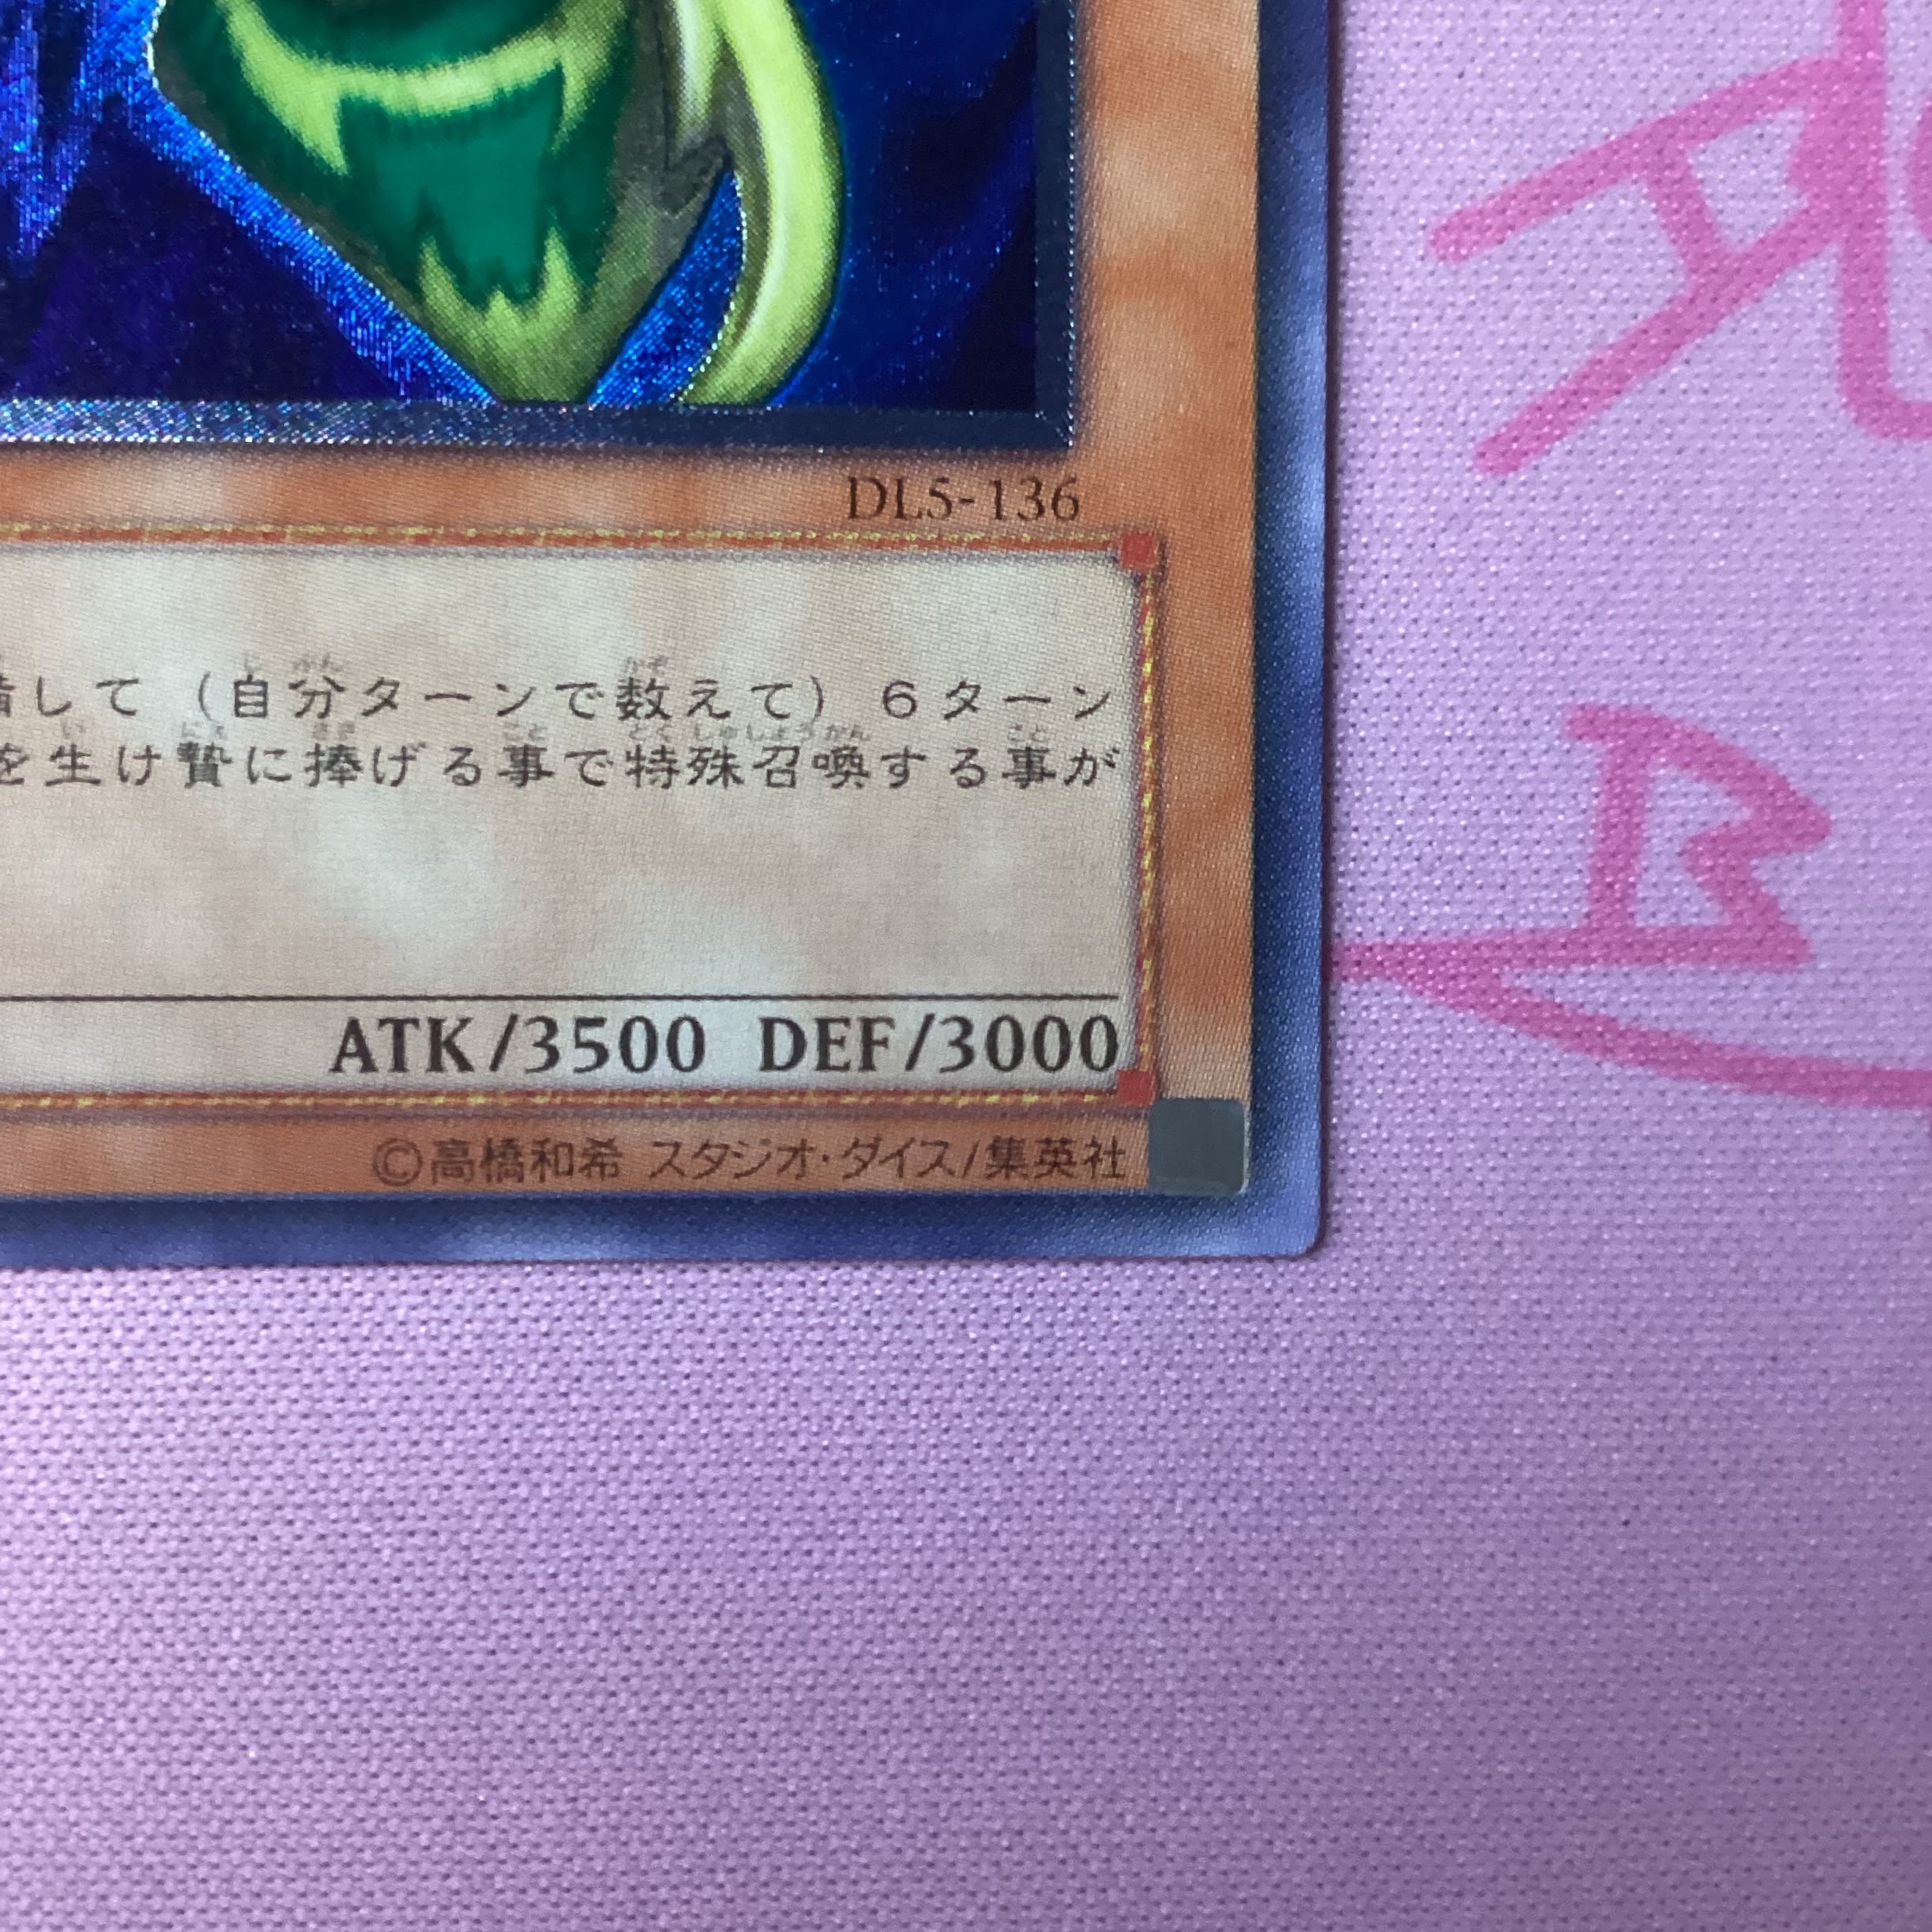 DL5-136
して（自分ターンで数えて）６ターン
を生け贄に捧げる事で特殊召喚する事が
ATK/3500 DEF/3000
©高橋和希 スタジオ・ダイス/集英社